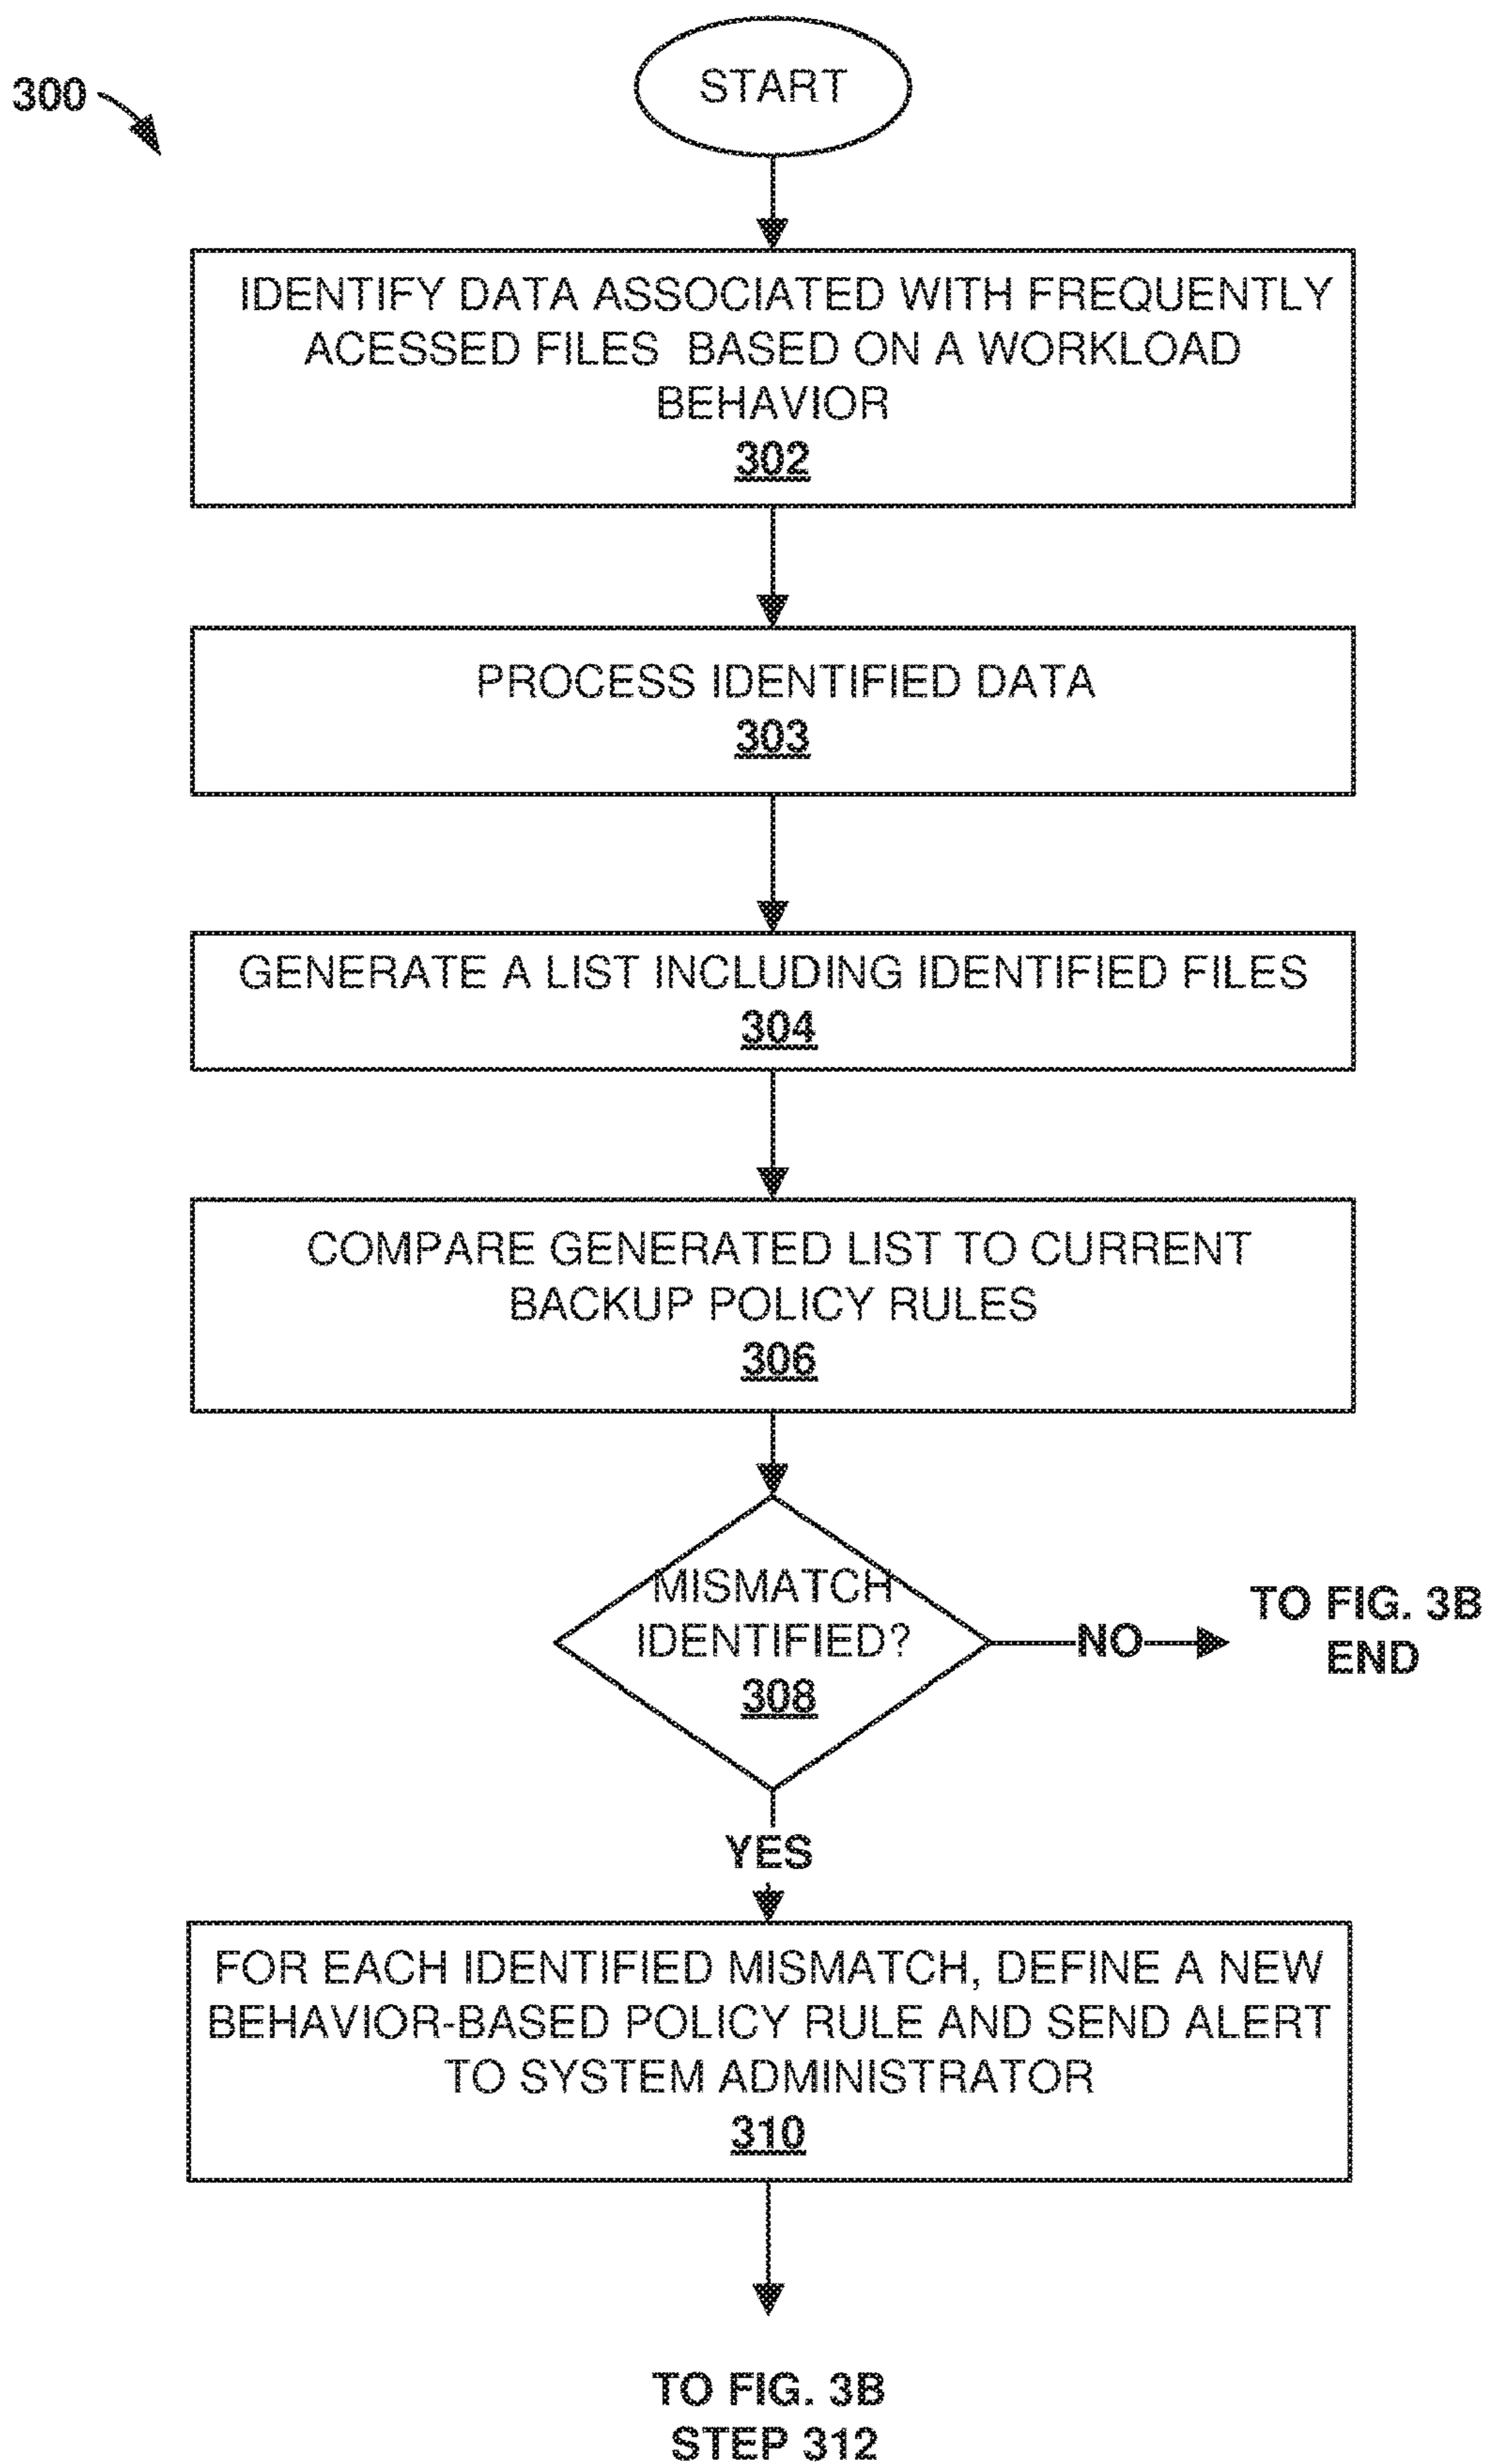 START
300
IDENTIFY DATA ASSOCIATED WITH FREQUENTLY
ACESSED FILES BASED ON A WORKLOAD
BEHAVIOR
302
PROCESS IDENTIFIED DATA
303
GENERATE A LIST INCLUDING IDENTIFIED FILES
304
COMPARE GENERATED LIST TO CURRENT
BACKUP POLICY RULES
306
MISMATCH
IDENTIFIED?
308
NO
TO FIG. 3B
END
YES
FOR EACH IDENTIFIED MISMATCH, DEFINE A NEW
BEHAVIOR-BASED POLICY RULE AND SEND ALERT
TO SYSTEM ADMINISTRATOR
310
TO FIG. 3B
STEP 312